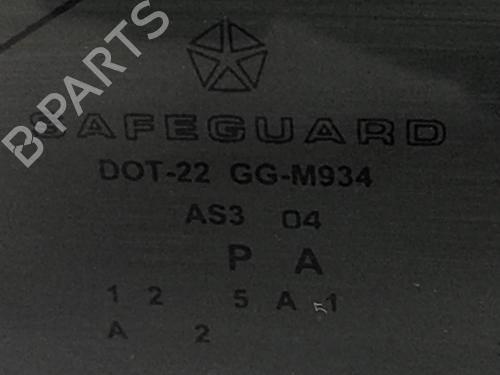 B-PARTS
SAFEGUARD
DOT-22 GG-M934
AS3 04
P A
1 2 5 A 1
A 2